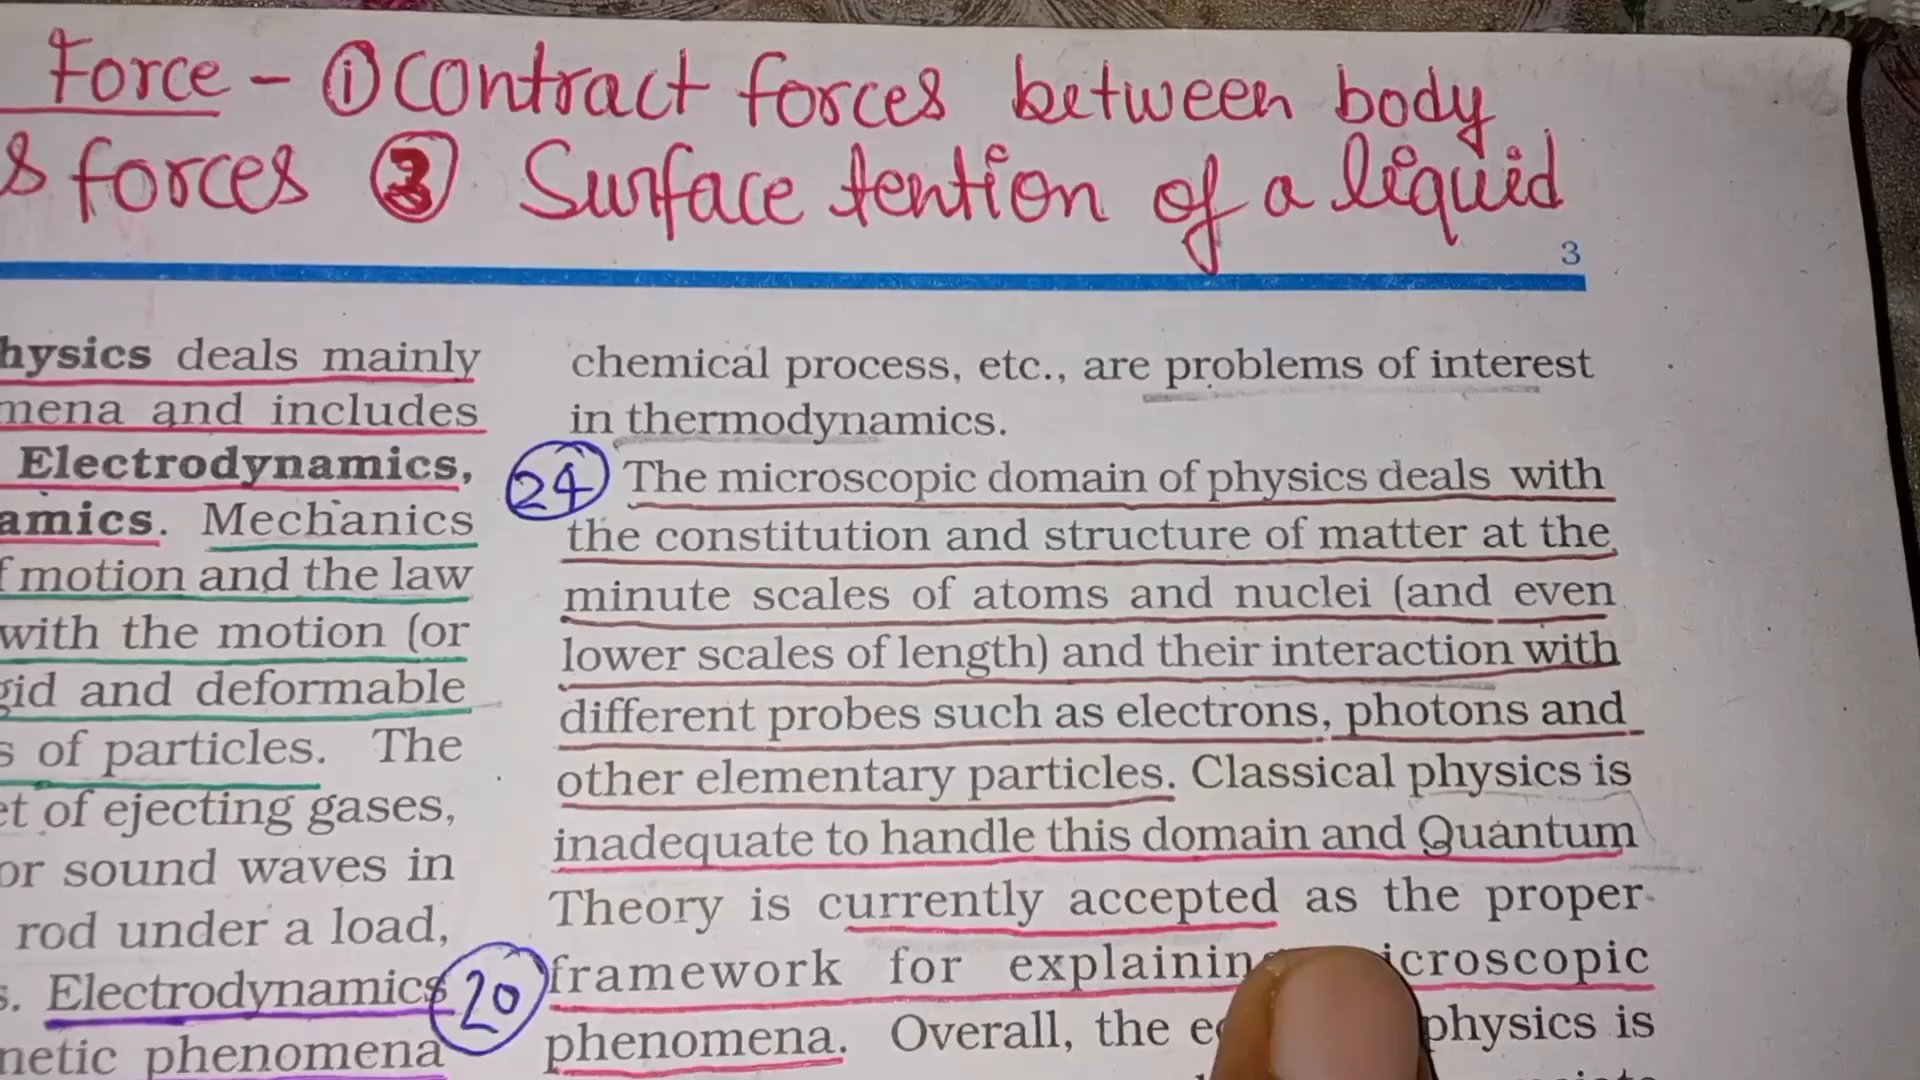 Force - ① Contract forces between body
s forces ③ Surface tention of a liquid
3
hysics deals mainly
mena and includes
Electrodynamics,
amics. Mechanics
f motion and the law
with the motion (or
gid and deformable
s of particles. The
et of ejecting gases,
or sound waves in
rod under a load,
s. Electrodynamics
netic phenomena
20
chemical process, etc., are problems of interest
in thermodynamics.
24 The microscopic domain of physics deals with
the constitution and structure of matter at the
minute scales of atoms and nuclei (and even
lower scales of length) and their interaction with
different probes such as electrons, photons and
other elementary particles. Classical physics is
inadequate to handle this domain and Quantum
Theory is currently accepted as the proper
framework for explainin icroscopic
phenomena. Overall, the physics is